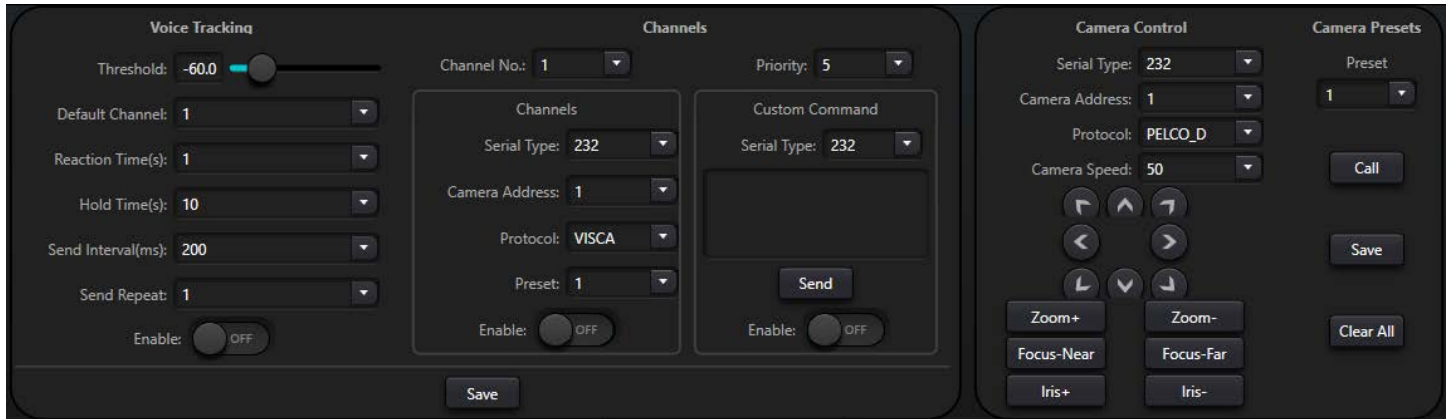 Voice Tracking
Threshold: -60.0
Default Channel: 1
Reaction Time(s): 1
Hold Time(s): 10
Send Interval(ms): 200
Send Repeat: 1
Enable: OFF
Channels
Channel No.: 1
Priority: 5
Channels
Serial Type: 232
Camera Address: 1
Protocol: VISCA
Preset: 1
Enable: OFF
Custom Command
Serial Type: 232
Send
Enable: OFF
Save
Camera Control
Serial Type: 232
Camera Address: 1
Protocol: PELCO_D
Camera Speed: 50
Zoom+ Zoom-
Focus-Near Focus-Far
Iris+ Iris-
Camera Presets
Preset
1
Call
Save
Clear All